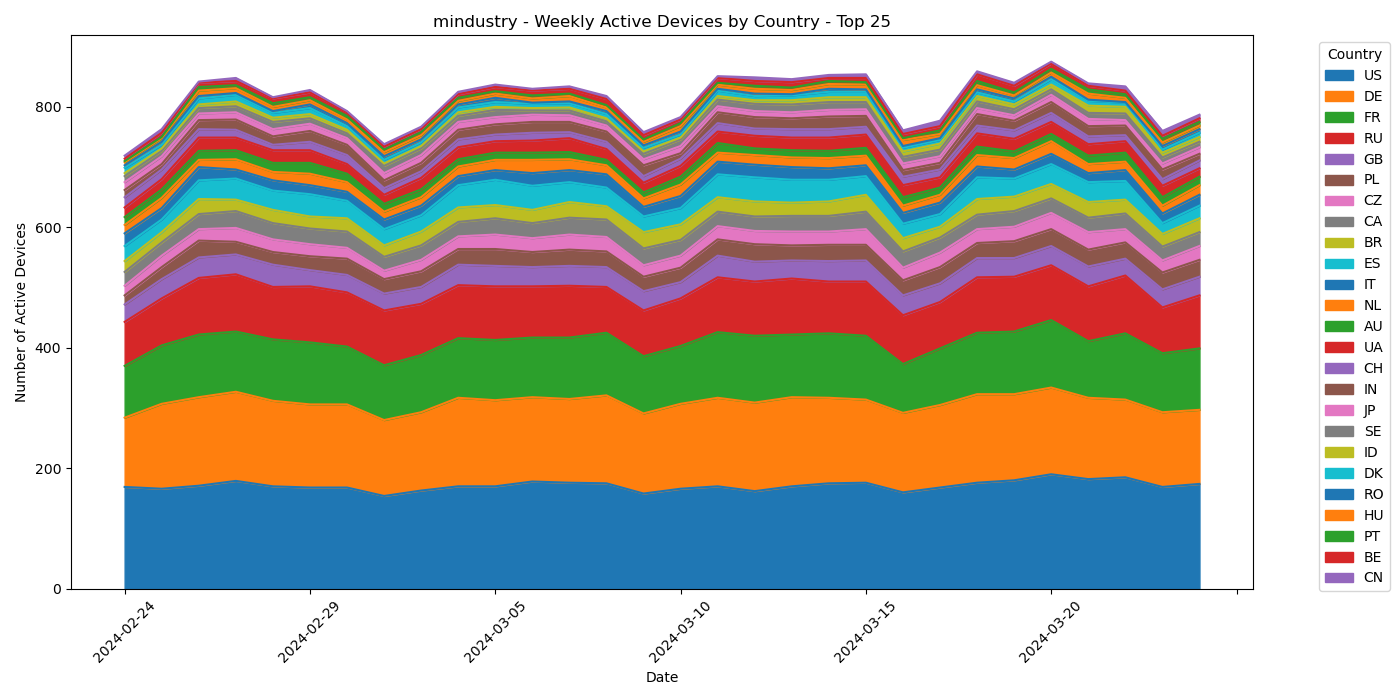 mindustry - Weekly Active Devices by Country - Top 25
Number of Active Devices
800
600
400
200
0
2024-02-24
2024-02-29
2024-03-05
2024-03-10
2024-03-15
2024-03-20
Date
Country
US
DE
FR
RU
GB
PL
CZ
CA
BR
ES
IT
NL
AU
UA
CH
IN
JP
SE
ID
DK
RO
HU
PT
BE
CN